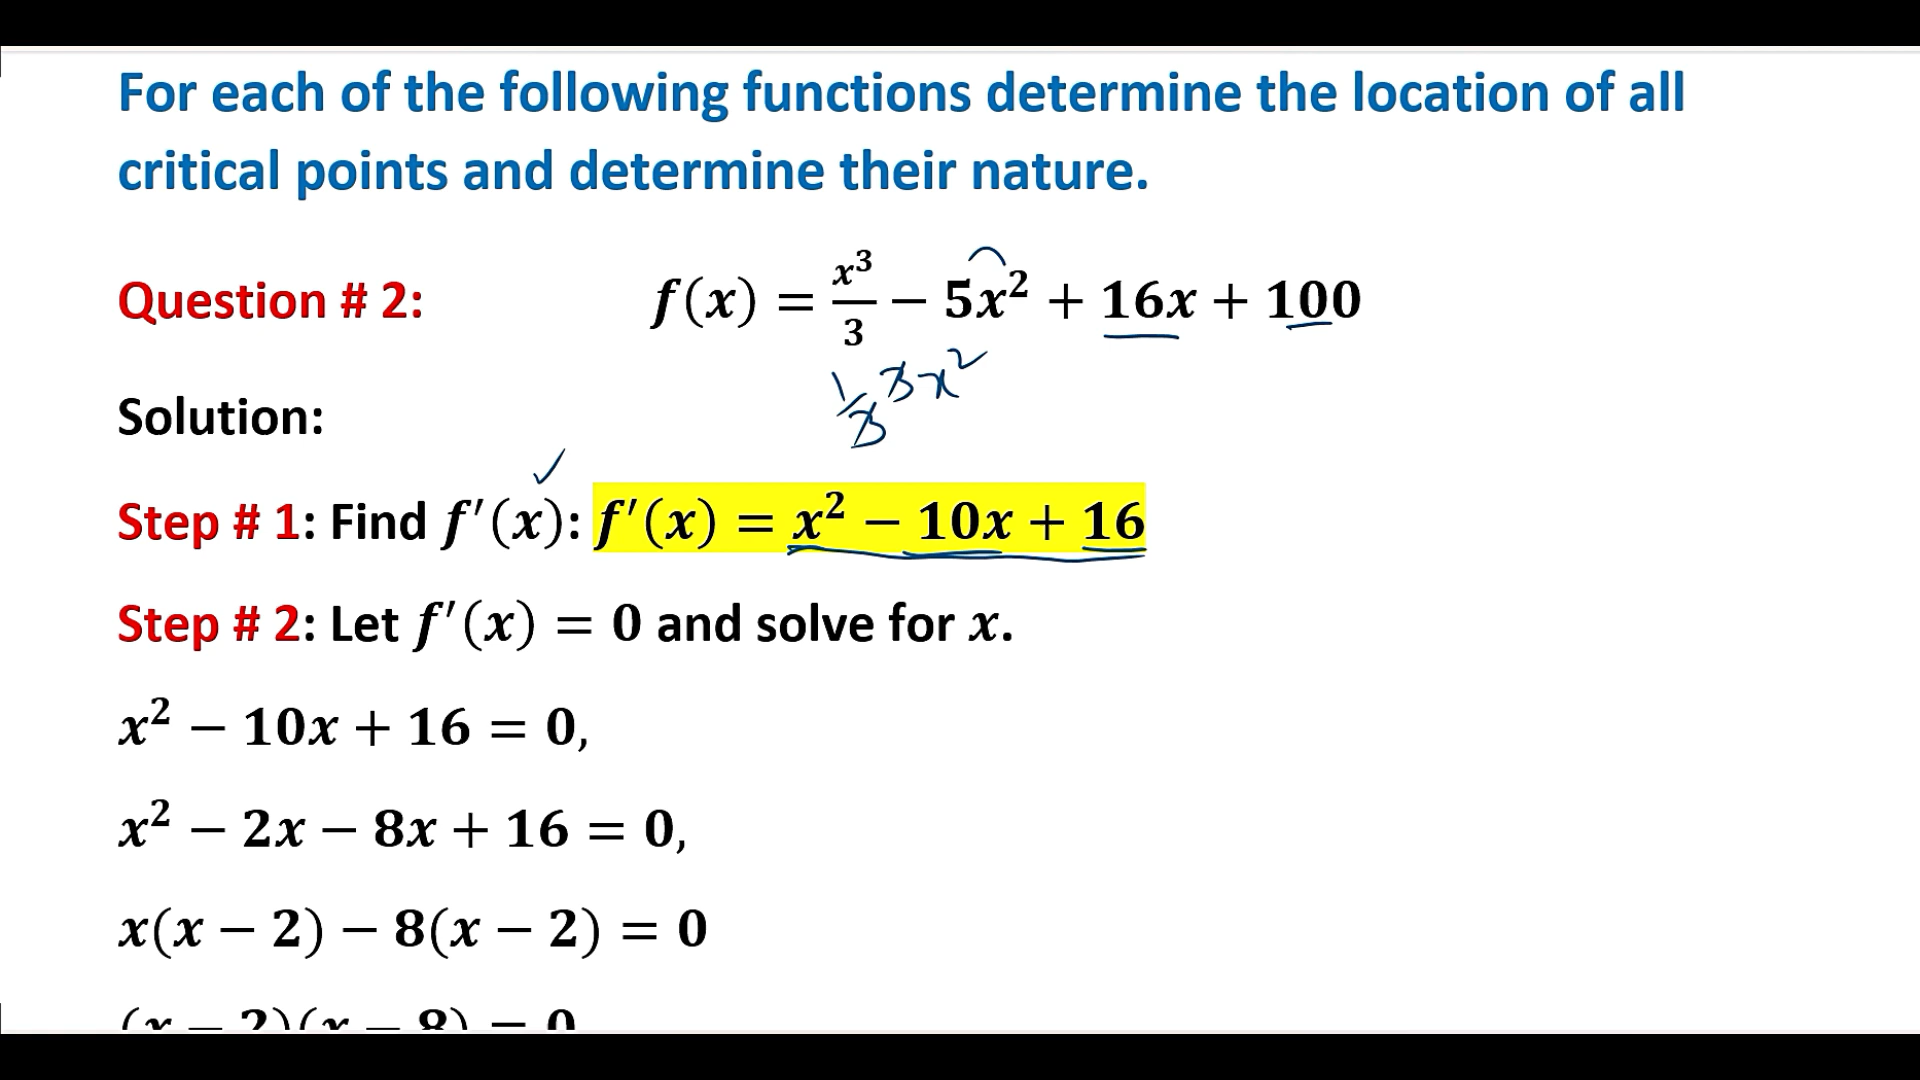 For each of the following functions determine the location of all
critical points and determine their nature.
Question # 2: f(x) = x³/3 − 5x² + 16x + 100
1/3 3x²
Solution:
Step # 1: Find f′(x): f′(x) = x² − 10x + 16
Step # 2: Let f′(x) = 0 and solve for x.
x² − 10x + 16 = 0,
x² − 2x − 8x + 16 = 0,
x(x − 2) − 8(x − 2) = 0
(x − 2)(x − 8) = 0